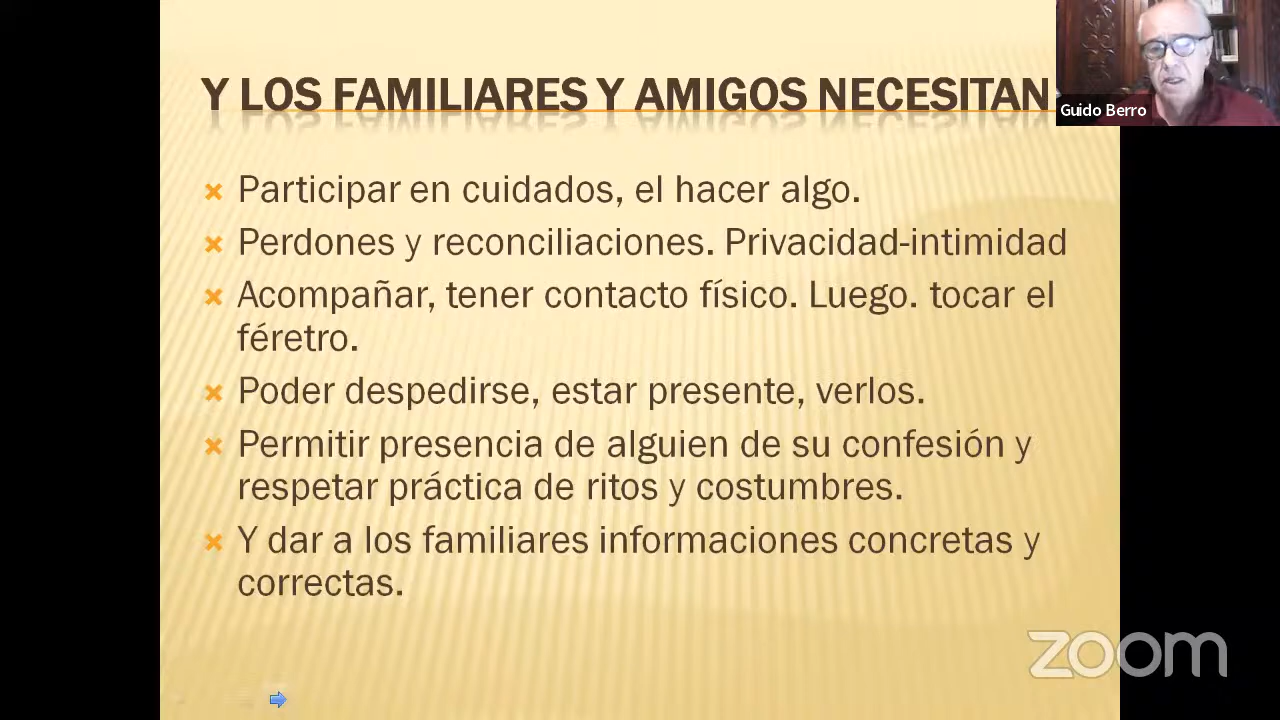 Y LOS FAMILIARES Y AMIGOS NECESITAN
Guido Berro
Participar en cuidados, el hacer algo.
Perdones y reconciliaciones. Privacidad-intimidad
Acompañar, tener contacto físico. Luego. tocar el
féretro.
Poder despedirse, estar presente, verlos.
Permitir presencia de alguien de su confesión y
respetar práctica de ritos y costumbres.
Y dar a los familiares informaciones concretas y
correctas.
zoom